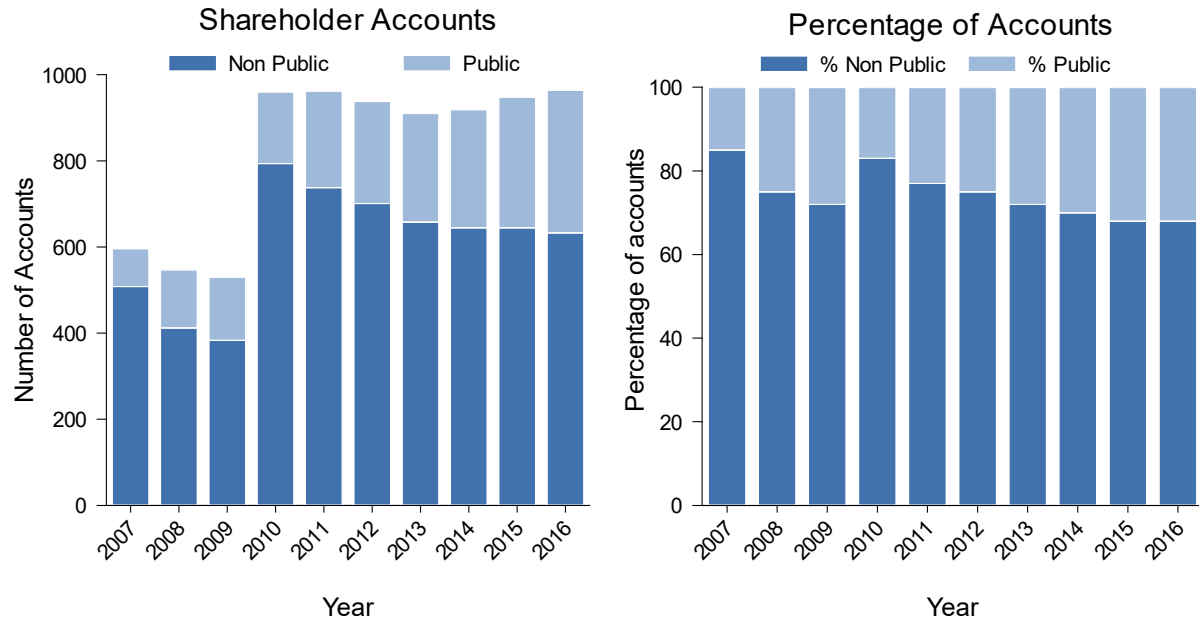 Shareholder Accounts
Non Public Public
Number of Accounts
1000
800
600
400
200
0
2007 2008 2009 2010 2011 2012 2013 2014 2015 2016
Year
Percentage of Accounts
% Non Public % Public
Percentage of accounts
100
80
60
40
20
0
2007 2008 2009 2010 2011 2012 2013 2014 2015 2016
Year